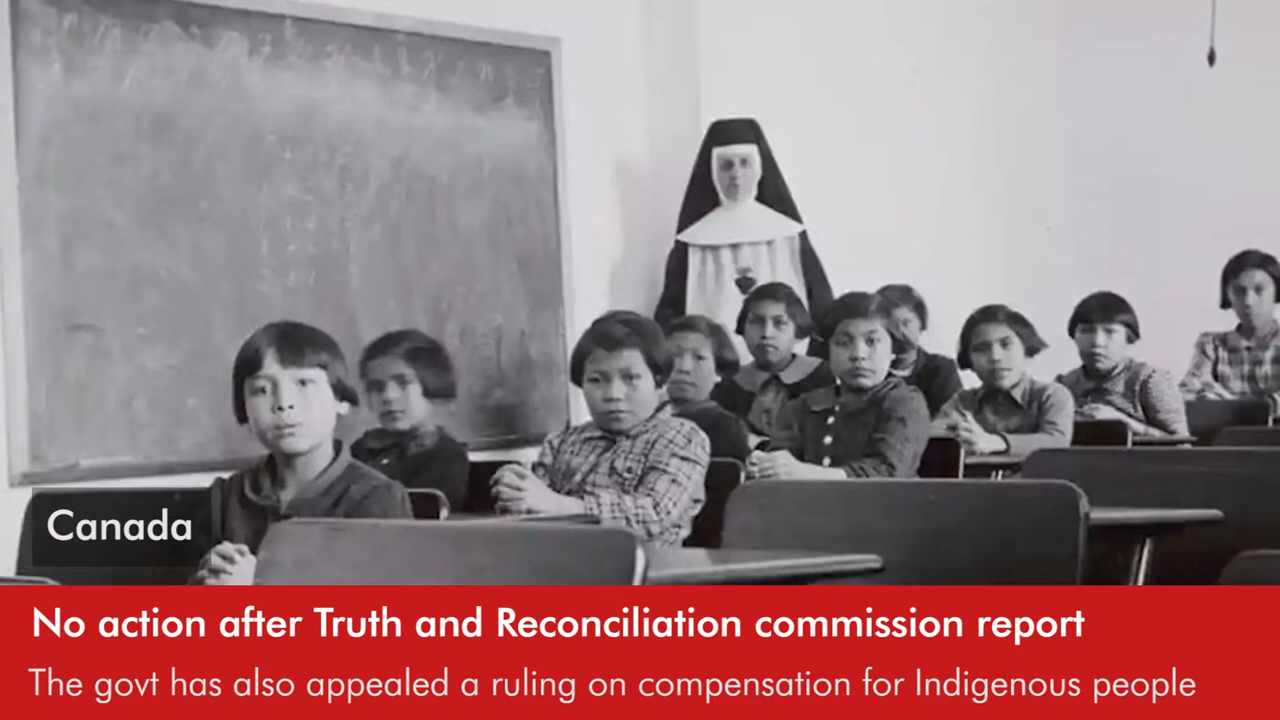 Canada
No action after Truth and Reconciliation commission report
The govt has also appealed a ruling on compensation for Indigenous people